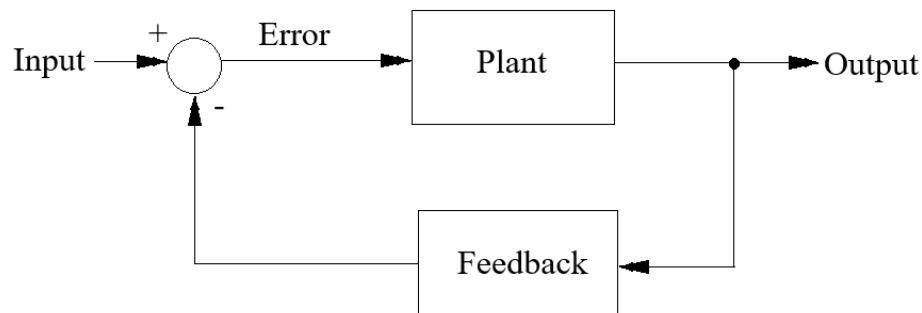 +
Input
Error
Plant
Output
-
Feedback